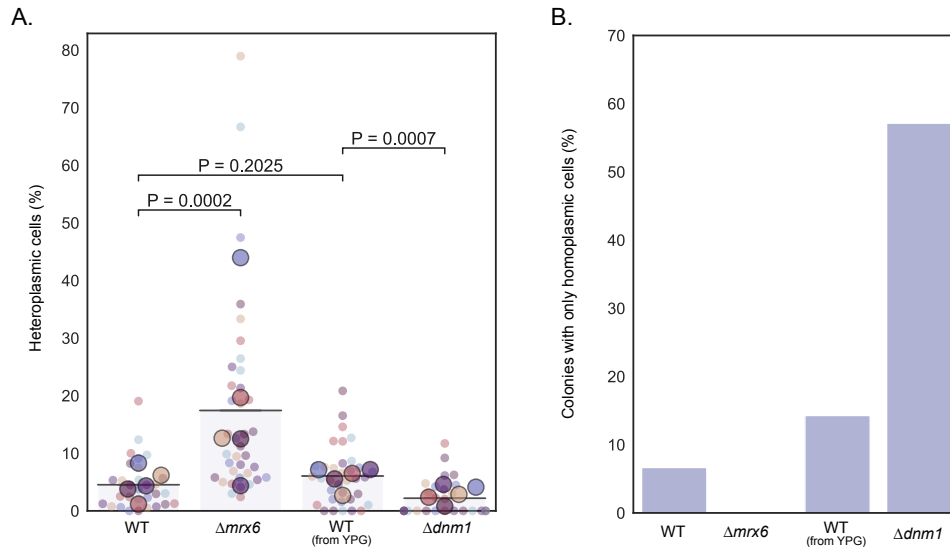 A.
80
70
60
50
40
30
20
10
0
Heteroplasmic cells (%)
P = 0.0007
P = 0.2025
P = 0.0002
WT
Δmrx6
WT
(from YPG)
Δdnm1
B.
70
60
50
40
30
20
10
0
Colonies with only homoplasmic cells (%)
WT
Δmrx6
WT
(from YPG)
Δdnm1